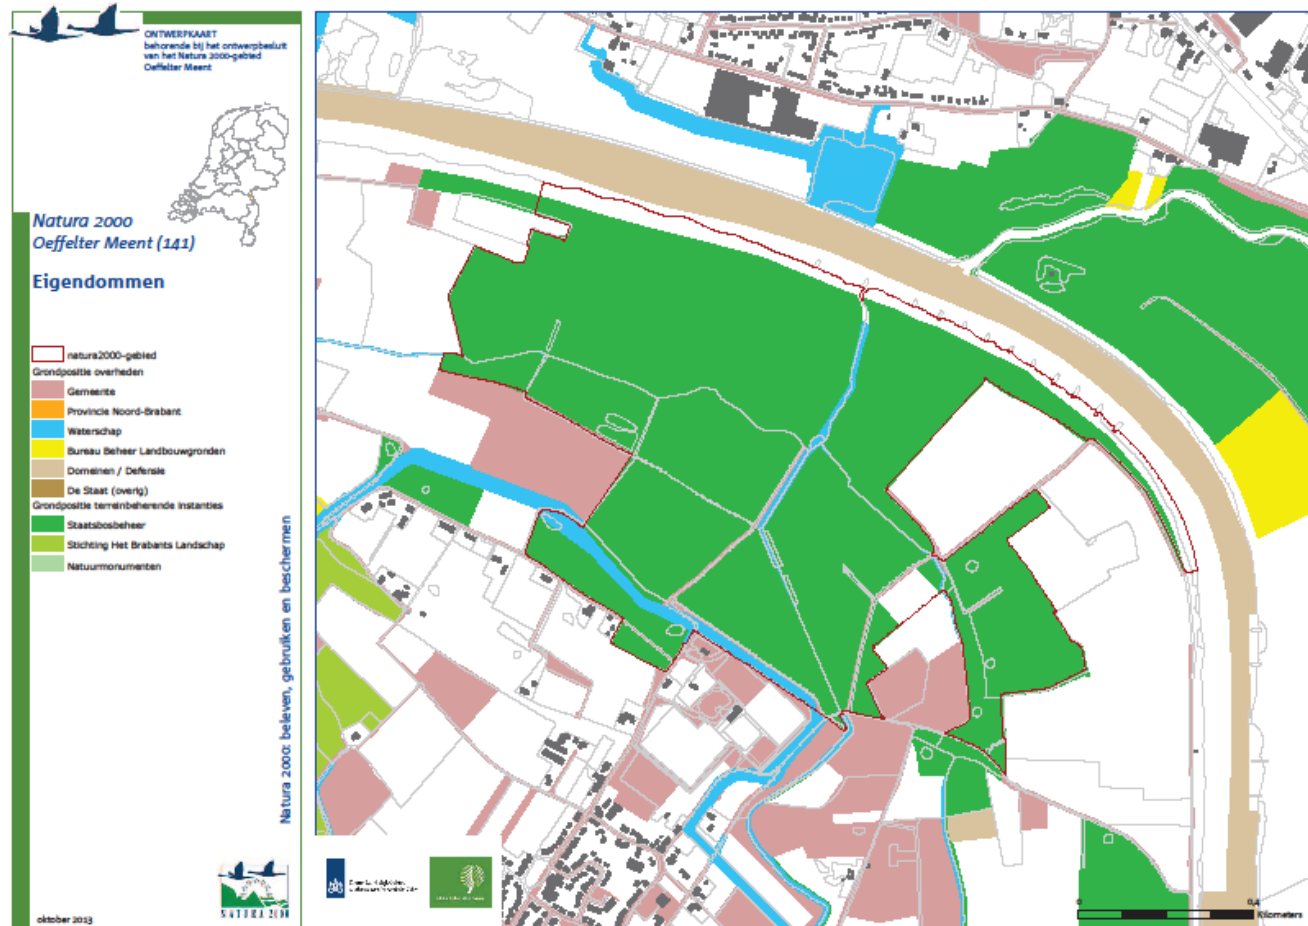 ONTWERPKAART
behorende bij het ontwerpbesluit
van het Natura 2000-gebied
Oeffelter Meent
Natura 2000
Oeffelter Meent (141)
Eigendommen
natura2000-gebied
Grondpositie overheden
Gemeente
Provincie Noord-Brabant
Waterschap
Bureau Beheer Landbouwgronden
Domeinen / Defensie
De Staat (overig)
Grondpositie terreinbeherende instanties
Staatsbosbeheer
Stichting Het Brabants Landschap
Natuurmonumenten
Natura 2000: beleven, gebruiken en beschermen
NATURA 2000
oktober 2013
0 0,4
Kilometers